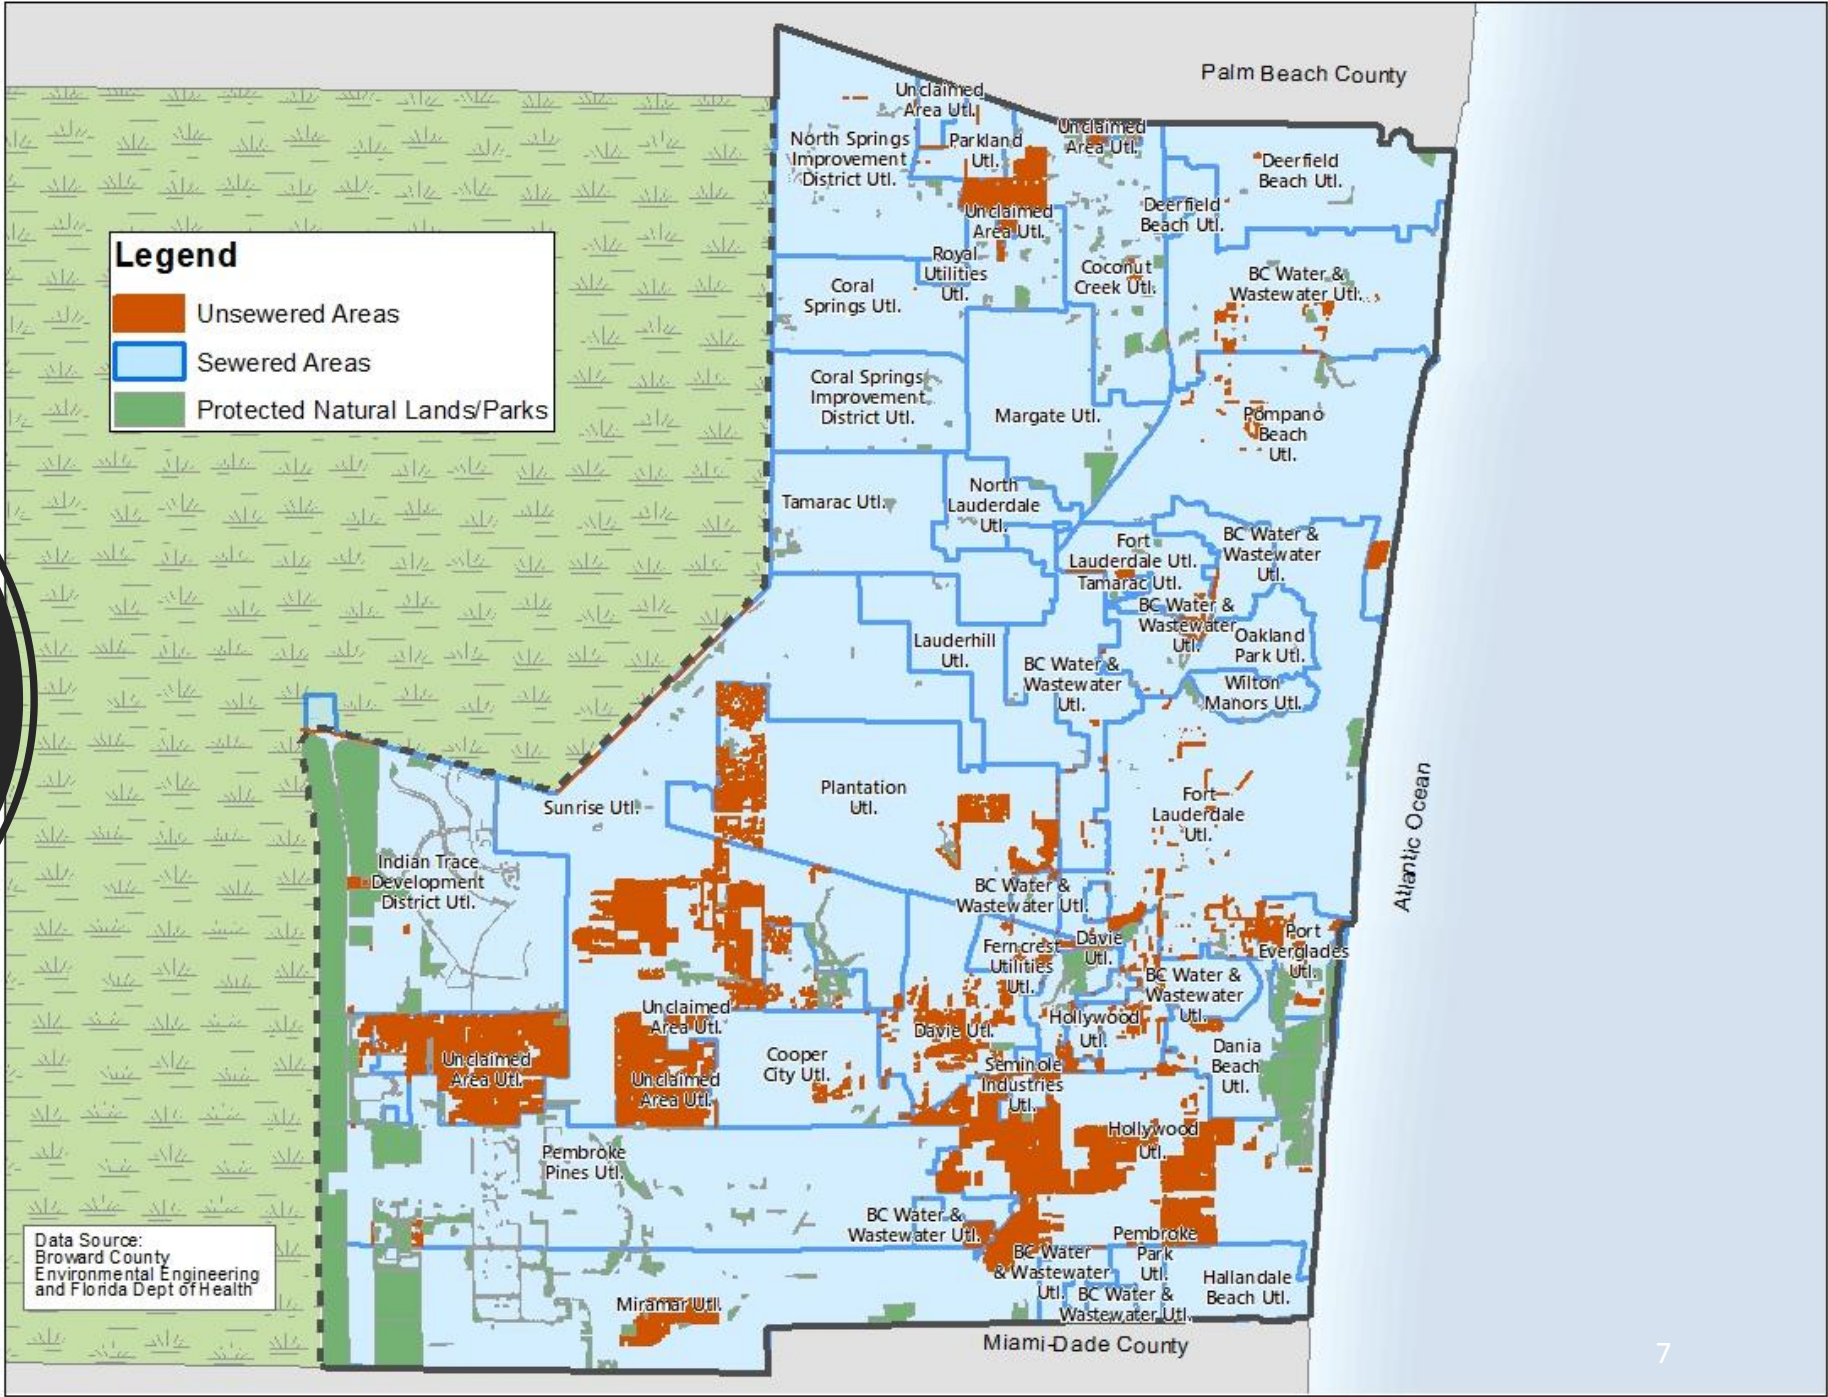 Palm Beach County
Unclaimed
Area Utl.
North Springs
Improvement
District Utl.
Parkland
Utl.
Unclaimed
Area Utl.
Deerfield
Beach Utl.
Unclaimed
Area Utl.
Deerfield
Beach Utl.
Legend
Unsewered Areas
Sewered Areas
Protected Natural Lands/Parks
Royal
Utilities
Utl.
Coconut
Creek Utl.
BC Water &
Wastewater Utl.
Coral
Springs Utl.
Coral Springs
Improvement
District Utl.
Margate Utl.
Pompano
Beach
Utl.
Tamarac Utl.
North
Lauderdale
Utl.
Fort
Lauderdale Utl.
Tamarac Utl.
BC Water &
Wastewater
Utl.
BC Water &
Wastewater
Utl.
Oakland
Park Utl.
Lauderhill
Utl.
BC Water &
Wastewater
Utl.
Wilton
Manors Utl.
Sunrise Utl.
Plantation
Utl.
Fort
Lauderdale
Utl.
Atlantic Ocean
Indian Trace
Development
District Utl.
BC Water &
Wastewater Utl.
Ferncrest
Utilities
Utl.
Davie
Utl.
Port
Everglades
Utl.
BC Water &
Wastewater
Utl.
Unclaimed
Area Utl.
Davie Utl.
Hollywood
Utl.
Unclaimed
Area Utl.
Unclaimed
Area Utl.
Cooper
City Utl.
Seminole
Industries
Utl.
Dania
Beach
Utl.
Pembroke
Pines Utl.
Hollywood
Utl.
BC Water &
Wastewater Utl.
Pembroke
Park
Utl.
BC Water
& Wastewater
Utl.
BC Water &
Wastewater Utl.
Hallandale
Beach Utl.
Miramar Utl.
Data Source:
Broward County
Environmental Engineering
and Florida Dept of Health
Miami-Dade County
7